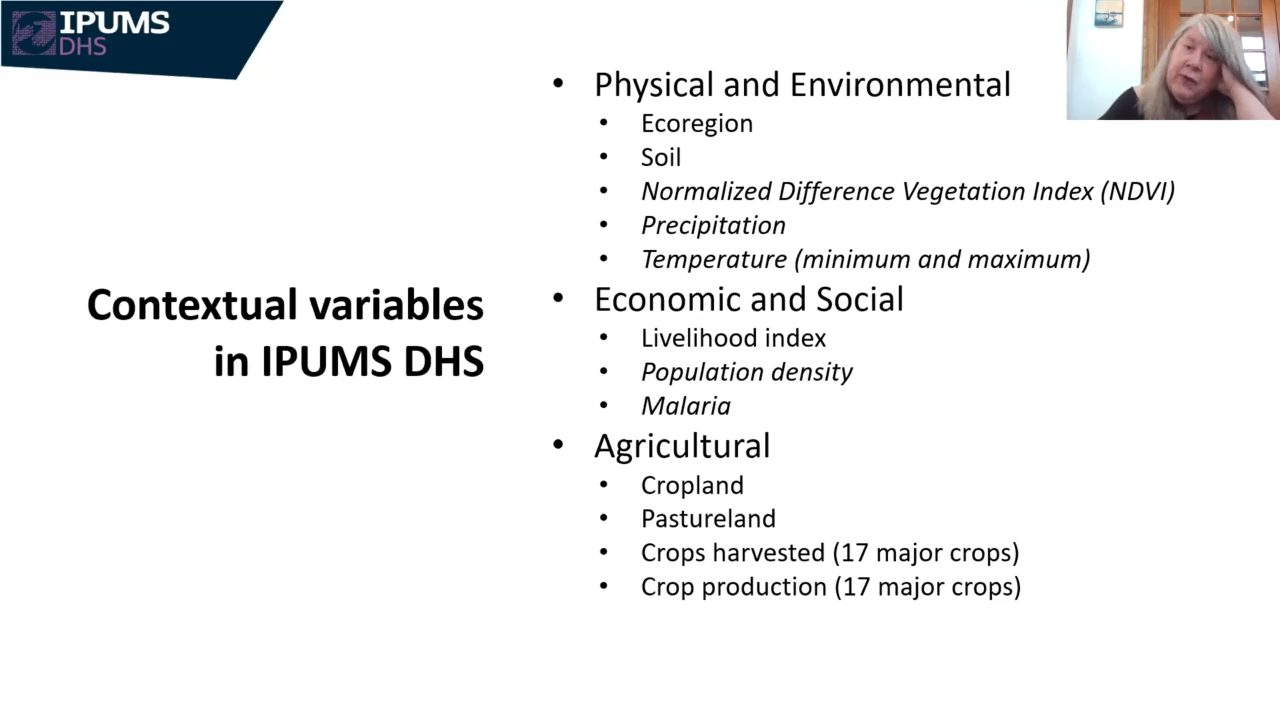 IPUMS
DHS
Contextual variables
in IPUMS DHS
• Physical and Environmental
• Ecoregion
• Soil
• Normalized Difference Vegetation Index (NDVI)
• Precipitation
• Temperature (minimum and maximum)
• Economic and Social
• Livelihood index
• Population density
• Malaria
• Agricultural
• Cropland
• Pastureland
• Crops harvested (17 major crops)
• Crop production (17 major crops)